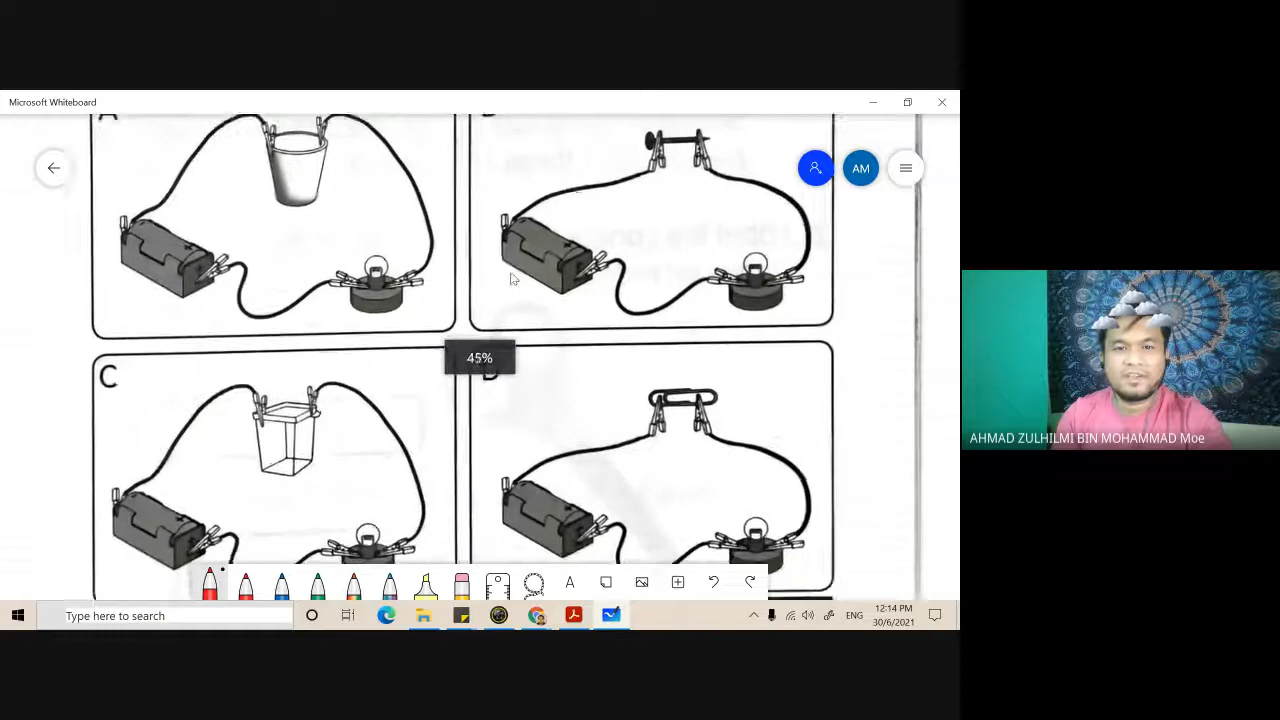 Microsoft Whiteboard
A
AM
45%
C
D
AHMAD ZULHILMI BIN MOHAMMAD Moe
A
Type here to search
ENG
12:14 PM
30/6/2021